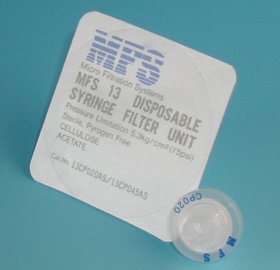 MFS
Micro Filtration Systems
MFS 13 DISPOSABLE
SYRINGE FILTER UNIT
Pressure Limitation 5.3kg/cm² (75psi)
Sterile, Pyrogen Free
CELLULOSE
ACETATE
Cat.No. 13CP020AS/13CP045AS
CP020
MFS